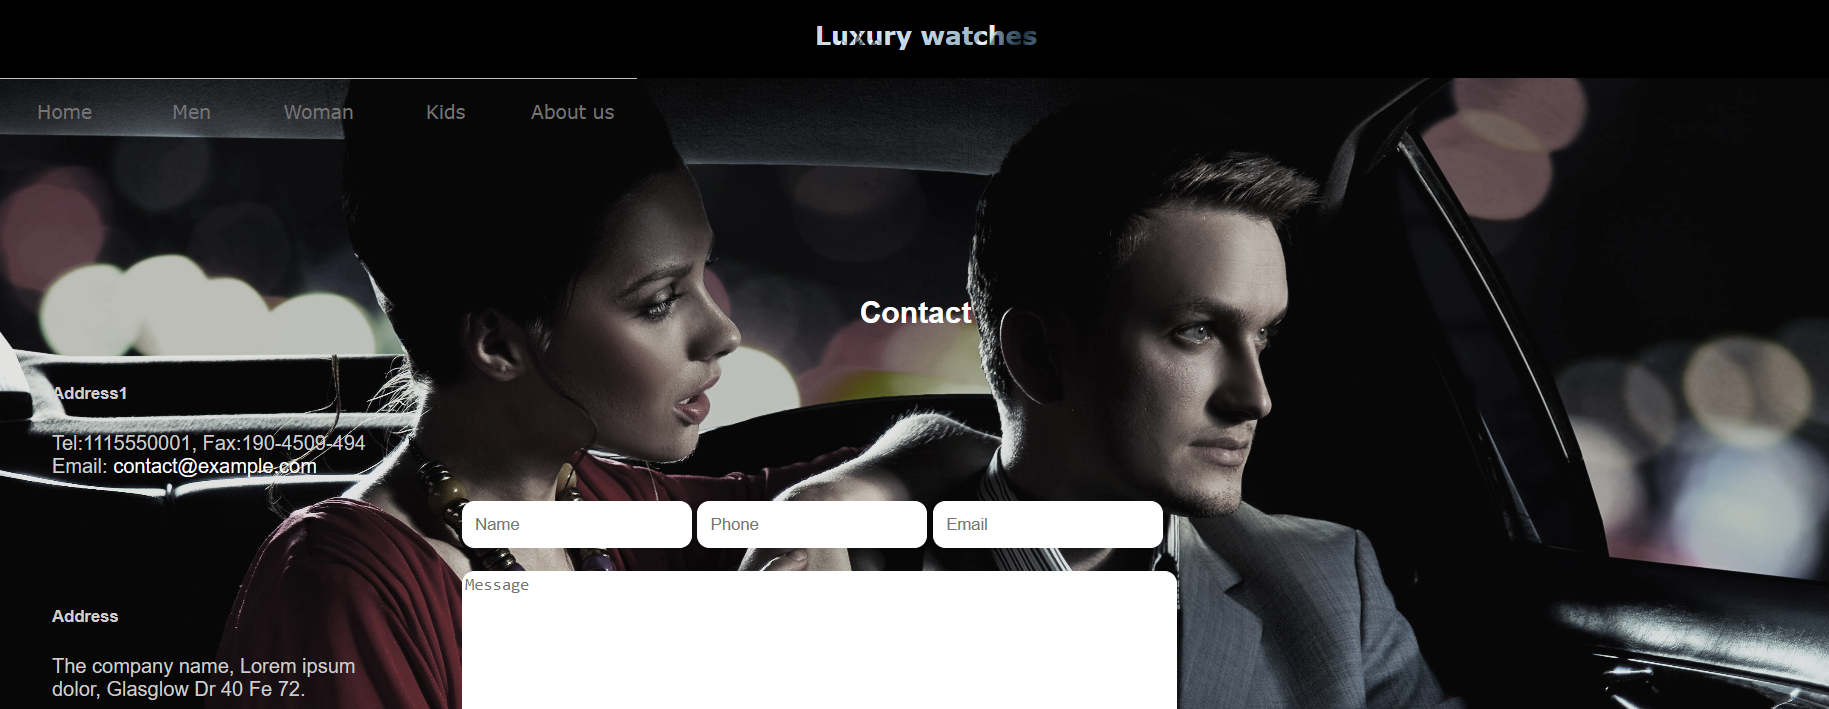 Luxury watches
Home Men Woman Kids About us
Contact
Address1
Tel:1115550001, Fax:190-4509-494
Email: contact@example.com
Name Phone Email
Message
Address
The company name, Lorem ipsum
dolor, Glasglow Dr 40 Fe 72.